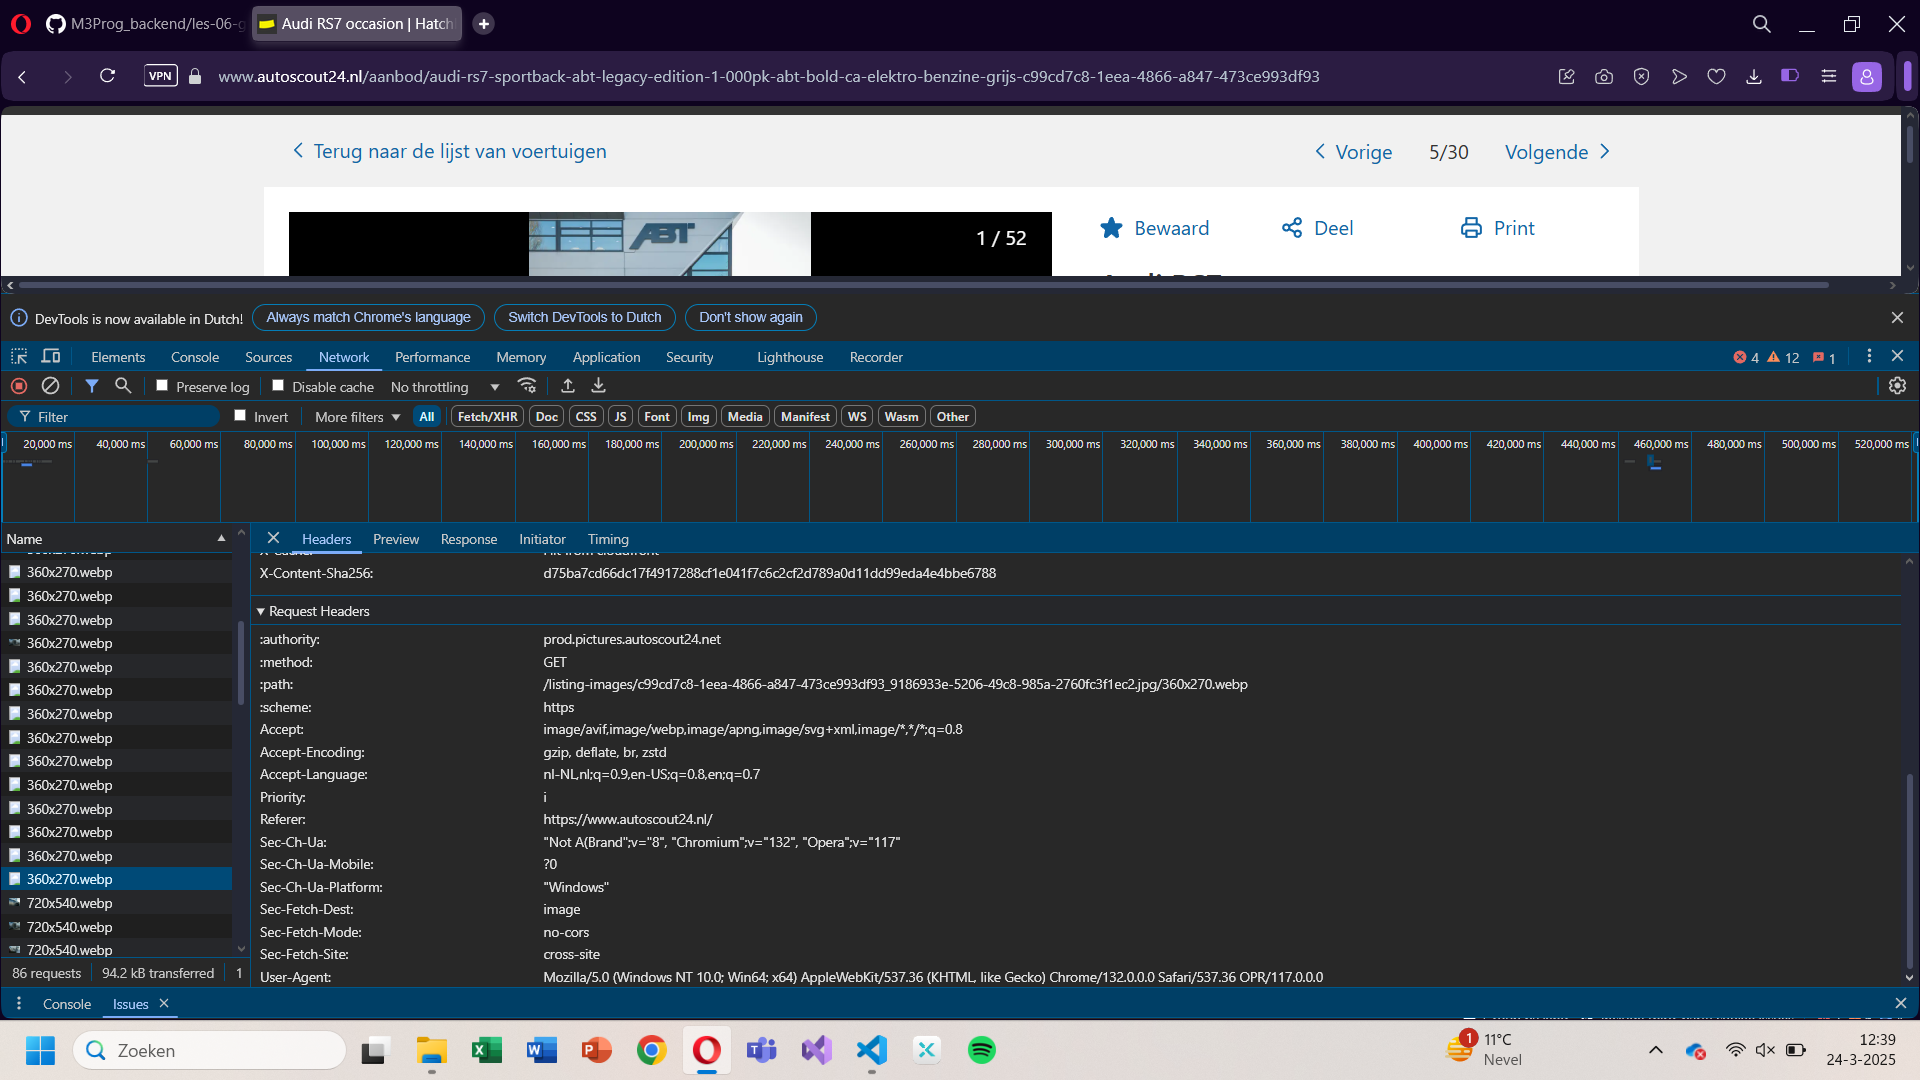 M3Prog_backend/les-06-g
Audi RS7 occasion | Hatch
VPN
www.autoscout24.nl/aanbod/audi-rs7-sportback-abt-legacy-edition-1-000pk-abt-bold-ca-elektro-benzine-grijs-c99cd7c8-1eea-4866-a847-473ce993df93
Terug naar de lijst van voertuigen
Vorige 5/30 Volgende
ABT
1 / 52
Bewaard Deel Print
DevTools is now available in Dutch! Always match Chrome's language Switch DevTools to Dutch Don't show again
Elements Console Sources Network Performance Memory Application Security Lighthouse Recorder 4 12 1
Preserve log Disable cache No throttling
Filter Invert More filters All Fetch/XHR Doc CSS JS Font Img Media Manifest WS Wasm Other
20,000 ms 40,000 ms 60,000 ms 80,000 ms 100,000 ms 120,000 ms 140,000 ms 160,000 ms 180,000 ms 200,000 ms 220,000 ms 240,000 ms 260,000 ms 280,000 ms 300,000 ms 320,000 ms 340,000 ms 360,000 ms 380,000 ms 400,000 ms 420,000 ms 440,000 ms 460,000 ms 480,000 ms 500,000 ms 520,000 ms
Name
360x270.webp
360x270.webp
360x270.webp
360x270.webp
360x270.webp
360x270.webp
360x270.webp
360x270.webp
360x270.webp
360x270.webp
360x270.webp
360x270.webp
360x270.webp
360x270.webp
720x540.webp
720x540.webp
720x540.webp
86 requests 94.2 kB transferred 1
Headers Preview Response Initiator Timing
X-Content-Sha256: d75ba7cd66dc17f4917288cf1e041f7c6c2cf2d789a0d11dd99eda4e4bbe6788
Request Headers
:authority: prod.pictures.autoscout24.net
:method: GET
:path: /listing-images/c99cd7c8-1eea-4866-a847-473ce993df93_9186933e-5206-49c8-985a-2760fc3f1ec2.jpg/360x270.webp
:scheme: https
Accept: image/avif,image/webp,image/apng,image/svg+xml,image/*,*/*;q=0.8
Accept-Encoding: gzip, deflate, br, zstd
Accept-Language: nl-NL,nl;q=0.9,en-US;q=0.8,en;q=0.7
Priority: i
Referer: https://www.autoscout24.nl/
Sec-Ch-Ua: "Not A(Brand";v="8", "Chromium";v="132", "Opera";v="117"
Sec-Ch-Ua-Mobile: ?0
Sec-Ch-Ua-Platform: "Windows"
Sec-Fetch-Dest: image
Sec-Fetch-Mode: no-cors
Sec-Fetch-Site: cross-site
User-Agent: Mozilla/5.0 (Windows NT 10.0; Win64; x64) AppleWebKit/537.36 (KHTML, like Gecko) Chrome/132.0.0.0 Safari/537.36 OPR/117.0.0.0
Console Issues
Zoeken
1 11°C
Nevel
12:39
24-3-2025